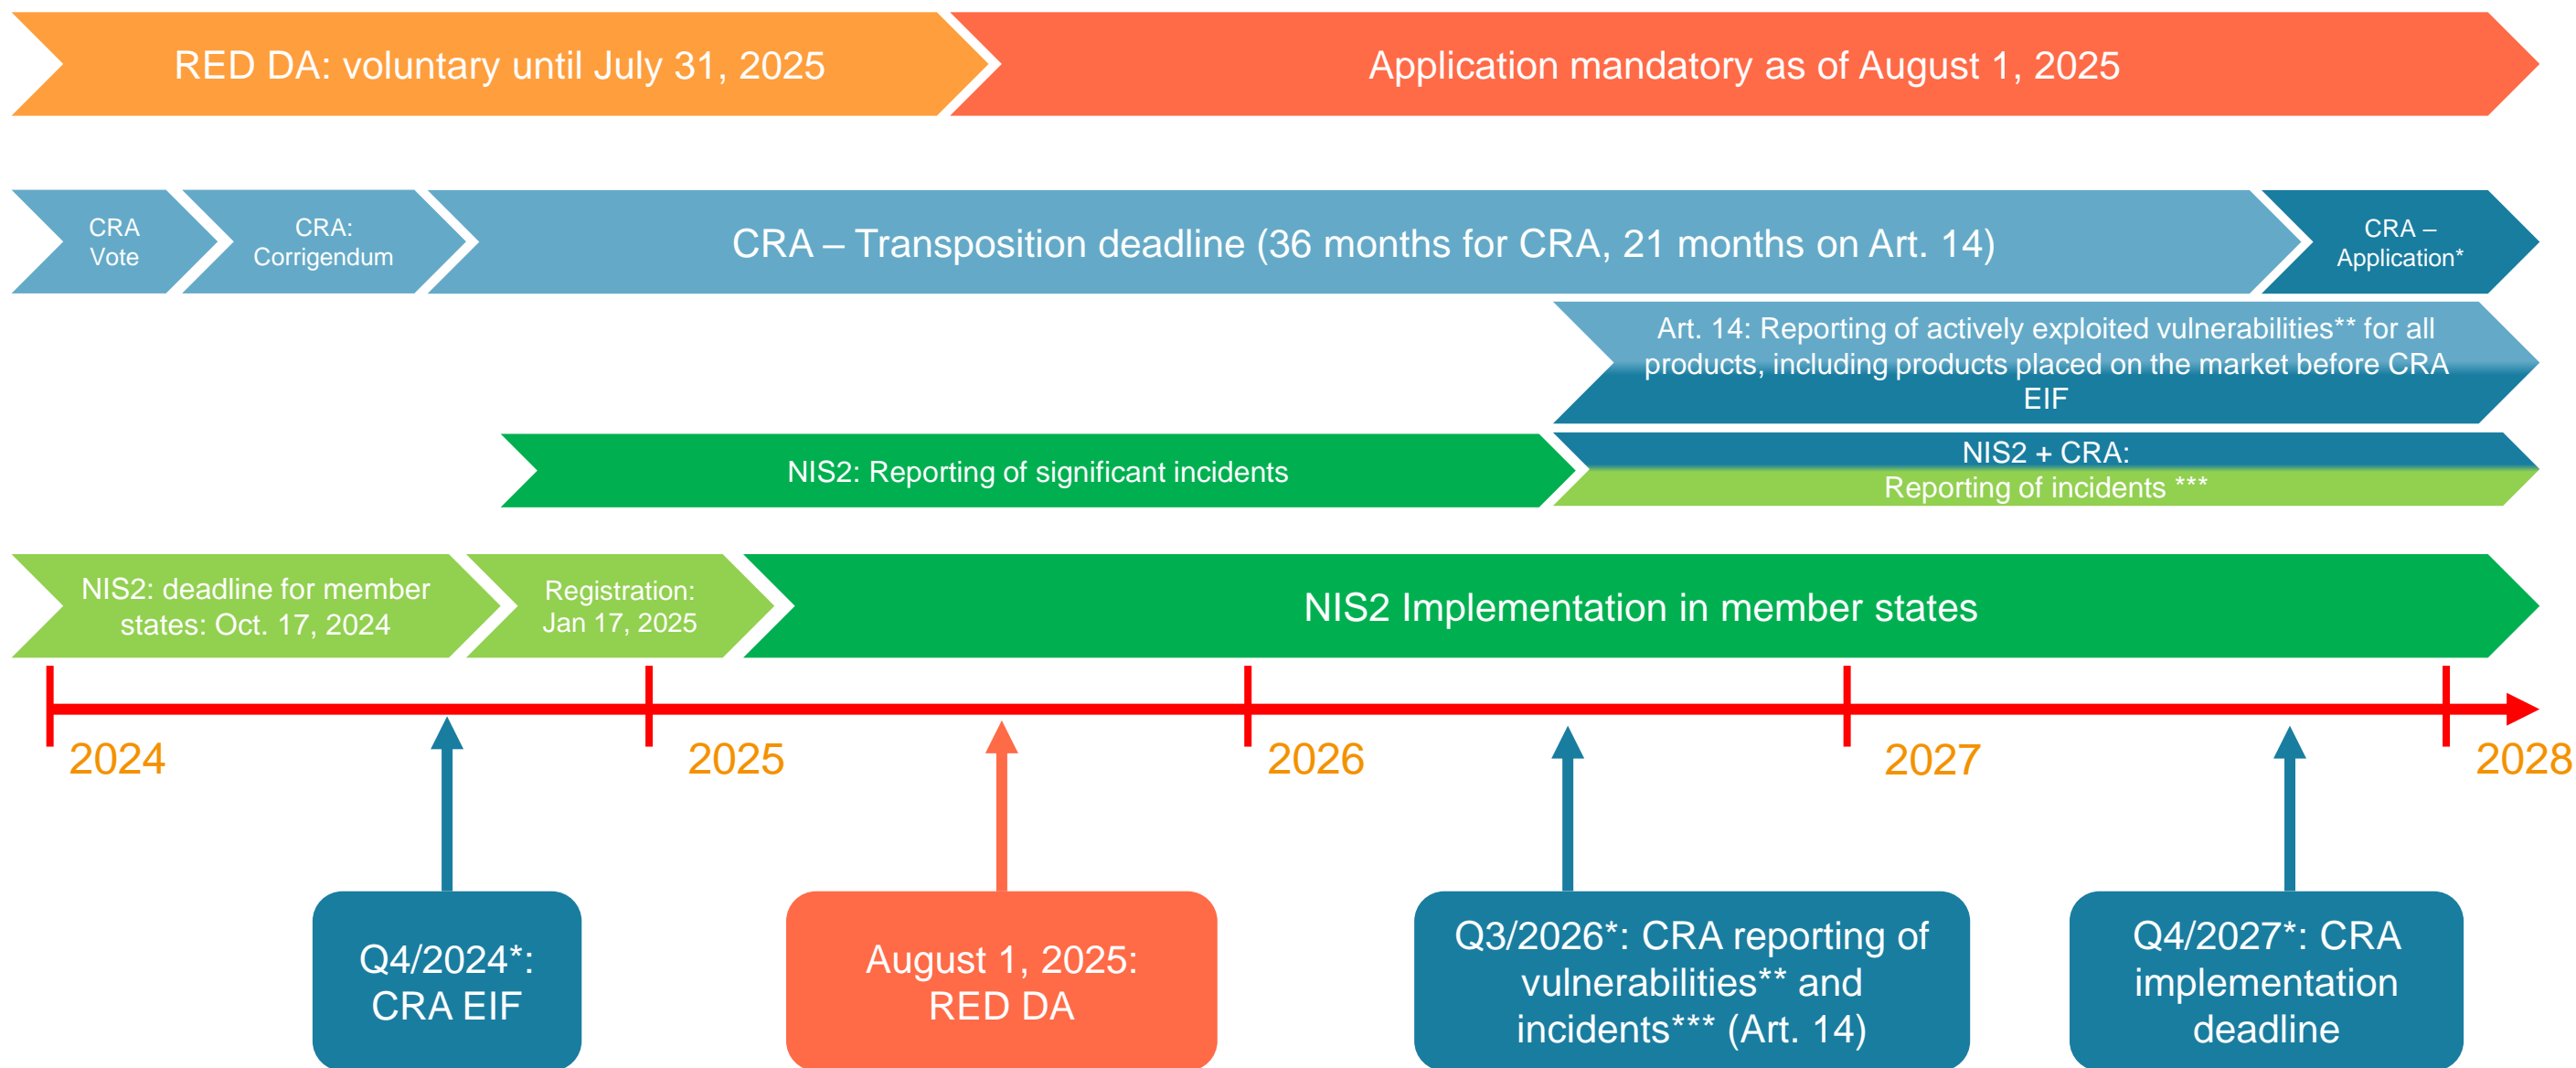 RED DA: voluntary until July 31, 2025
Application mandatory as of August 1, 2025
CRA
Vote
CRA:
Corrigendum
CRA – Transposition deadline (36 months for CRA, 21 months on Art. 14)
CRA –
Application*
Art. 14: Reporting of actively exploited vulnerabilities** for all
products, including products placed on the market before CRA
EIF
NIS2: Reporting of significant incidents
NIS2 + CRA:
Reporting of incidents ***
NIS2: deadline for member
states: Oct. 17, 2024
Registration:
Jan 17, 2025
NIS2 Implementation in member states
2024
2025
2026
2027
2028
Q4/2024*:
CRA EIF
August 1, 2025:
RED DA
Q3/2026*: CRA reporting of
vulnerabilities** and
incidents*** (Art. 14)
Q4/2027*: CRA
implementation
deadline